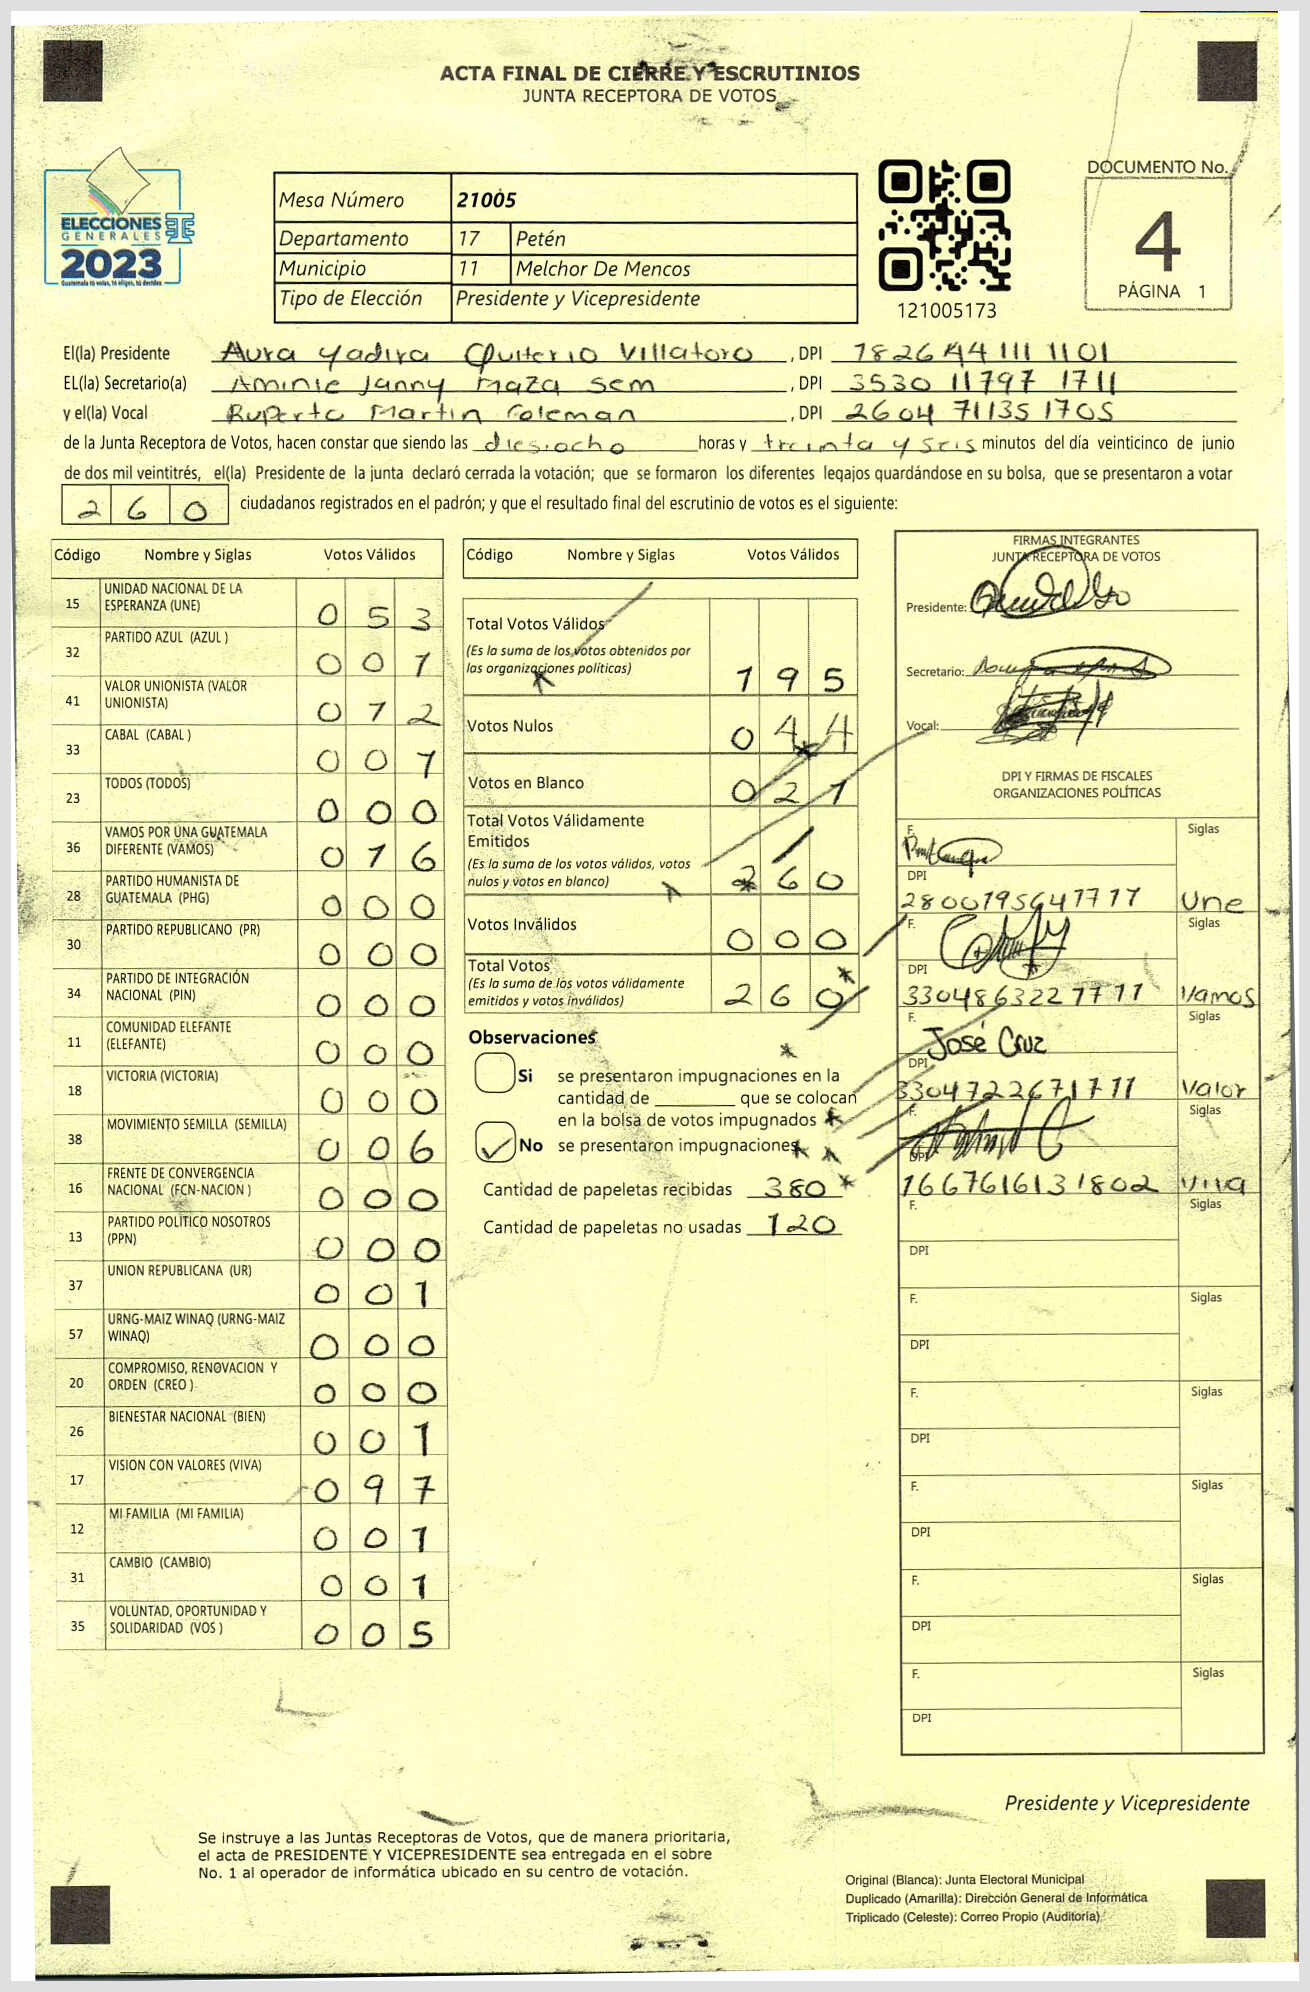 ACTA FINAL DE CIERRE Y ESCRUTINIOS
JUNTA RECEPTORA DE VOTOS
ELECCIONES
GENERALES
2023
Guatemala tú votas, tú eliges, tú decides
Mesa Número 21005
Departamento 17 Petén
Municipio 11 Melchor De Mencos
Tipo de Elección Presidente y Vicepresidente
121005173
DOCUMENTO No.
4
PÁGINA 1
El(la) Presidente Aura Yadira Quiterio Villatoro, DPI 1826 144 111 1101
EL(la) Secretario(a) Aminie Janny Maza Sem, DPI 3530 11797 1711
y el(la) Vocal Ruperto Martin Coleman, DPI 2604 71135 1705
de la Junta Receptora de Votos, hacen constar que siendo las diesiocho horas y treinta y seis minutos del día veinticinco de junio
de dos mil veintitrés, el(la) Presidente de la junta declaró cerrada la votación; que se formaron los diferentes legajos quardándose en su bolsa, que se presentaron a votar
260 ciudadanos registrados en el padrón; y que el resultado final del escrutinio de votos es el siguiente:
Código Nombre y Siglas Votos Válidos
15 UNIDAD NACIONAL DE LA ESPERANZA (UNE) 053
32 PARTIDO AZUL (AZUL ) 001
41 VALOR UNIONISTA (VALOR UNIONISTA) 012
33 CABAL (CABAL ) 001
23 TODOS (TODOS) 000
36 VAMOS POR UNA GUATEMALA DIFERENTE (VAMOS) 016
28 PARTIDO HUMANISTA DE GUATEMALA (PHG) 000
30 PARTIDO REPUBLICANO (PR) 000
34 PARTIDO DE INTEGRACIÓN NACIONAL (PIN) 000
11 COMUNIDAD ELEFANTE (ELEFANTE) 000
18 VICTORIA (VICTORIA) 000
38 MOVIMIENTO SEMILLA (SEMILLA) 006
16 FRENTE DE CONVERGENCIA NACIONAL (FCN-NACION ) 000
13 PARTIDO POLITICO NOSOTROS (PPN) 000
37 UNION REPUBLICANA (UR) 001
57 URNG-MAIZ WINAQ (URNG-MAIZ WINAQ) 000
20 COMPROMISO, RENOVACION Y ORDEN (CREO ) 000
26 BIENESTAR NACIONAL (BIEN) 001
17 VISION CON VALORES (VIVA) 097
12 MI FAMILIA (MI FAMILIA) 001
31 CAMBIO (CAMBIO) 001
35 VOLUNTAD, OPORTUNIDAD Y SOLIDARIDAD (VOS ) 005
Código Nombre y Siglas Votos Válidos
Total Votos Válidos
(Es la suma de los votos obtenidos por
las organizaciones políticas) 195
Votos Nulos 044
Votos en Blanco 021
Total Votos Válidamente
Emitidos
(Es la suma de los votos válidos, votos
nulos y votos en blanco) 260
Votos Inválidos 000
Total Votos
(Es la suma de los votos válidamente
emitidos y votos inválidos) 260
Observaciones
Si se presentaron impugnaciones en la
cantidad de ________ que se colocan
en la bolsa de votos impugnados
No se presentaron impugnaciones
Cantidad de papeletas recibidas 380
Cantidad de papeletas no usadas 120
FIRMAS INTEGRANTES
JUNTA RECEPTORA DE VOTOS
Presidente:
Secretario:
Vocal:
DPI Y FIRMAS DE FISCALES
ORGANIZACIONES POLÍTICAS
F. Siglas
DPI
2800195641711 Une
F. Siglas
DPI
3304863221711 Vamos
F. José Cruz Siglas
DPI
3304722671711 Valor
F. Siglas
DPI
1667616131802 Viva
F. Siglas
DPI
F. Siglas
DPI
F. Siglas
DPI
F. Siglas
DPI
F. Siglas
DPI
F. Siglas
DPI
Presidente y Vicepresidente
Se instruye a las Juntas Receptoras de Votos, que de manera prioritaria,
el acta de PRESIDENTE Y VICEPRESIDENTE sea entregada en el sobre
No. 1 al operador de informática ubicado en su centro de votación.
Original (Blanca): Junta Electoral Municipal
Duplicado (Amarilla): Dirección General de Informática
Triplicado (Celeste): Correo Propio (Auditoría)